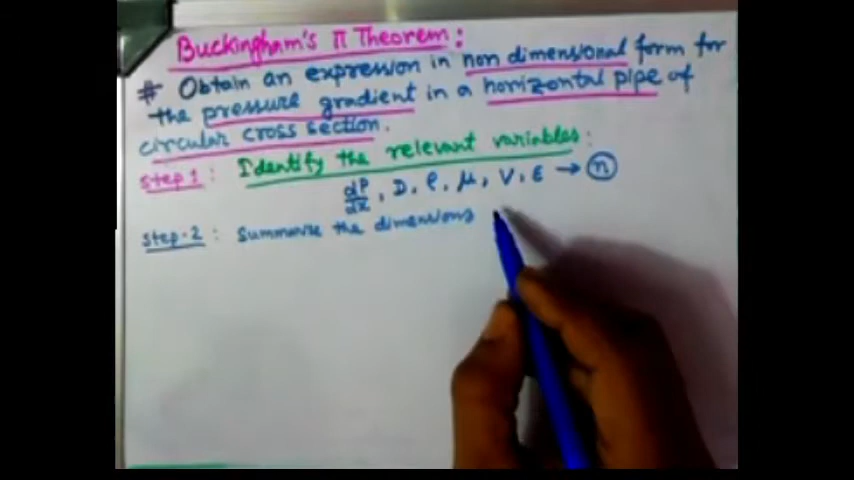 Buckingham's π Theorem:
# Obtain an expression in non dimensional form for
the pressure gradient in a horizontal pipe of
circular cross section.
Step 1: Identify the relevant variables:
dP/dx, D, ρ, μ, V, ε → n
Step-2: Summarise the dimensions